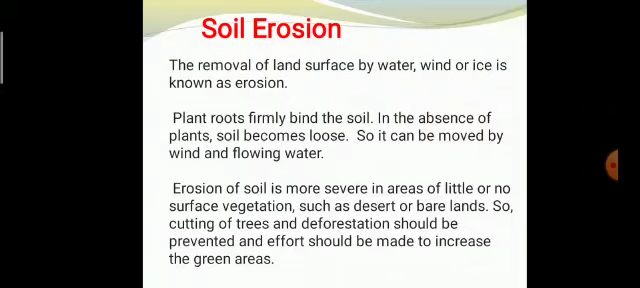 Soil Erosion
The removal of land surface by water, wind or ice is
known as erosion.
Plant roots firmly bind the soil. In the absence of
plants, soil becomes loose. So it can be moved by
wind and flowing water.
Erosion of soil is more severe in areas of little or no
surface vegetation, such as desert or bare lands. So,
cutting of trees and deforestation should be
prevented and effort should be made to increase
the green areas.